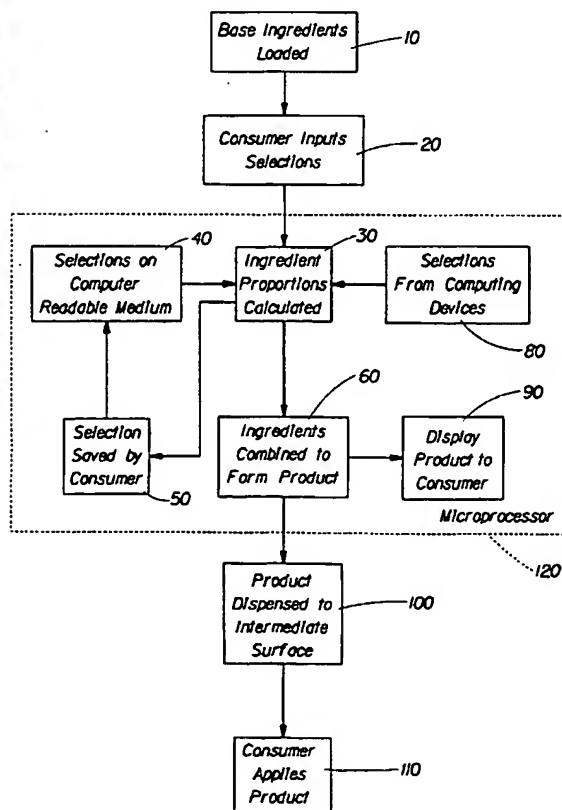 Base Ingredients
Loaded
10
Consumer Inputs
Selections
20
40
30
Selections on
Computer
Readable Medium
Ingredient
Proportions
Calculated
Selections
From Computing
Devices
80
60
90
Selection
Saved by
Consumer
50
Ingredients
Combined to
Form Product
Display
Product to
Consumer
Microprocessor
120
Product
Dispensed to
Intermediate
Surface
100
Consumer
Applies
Product
110